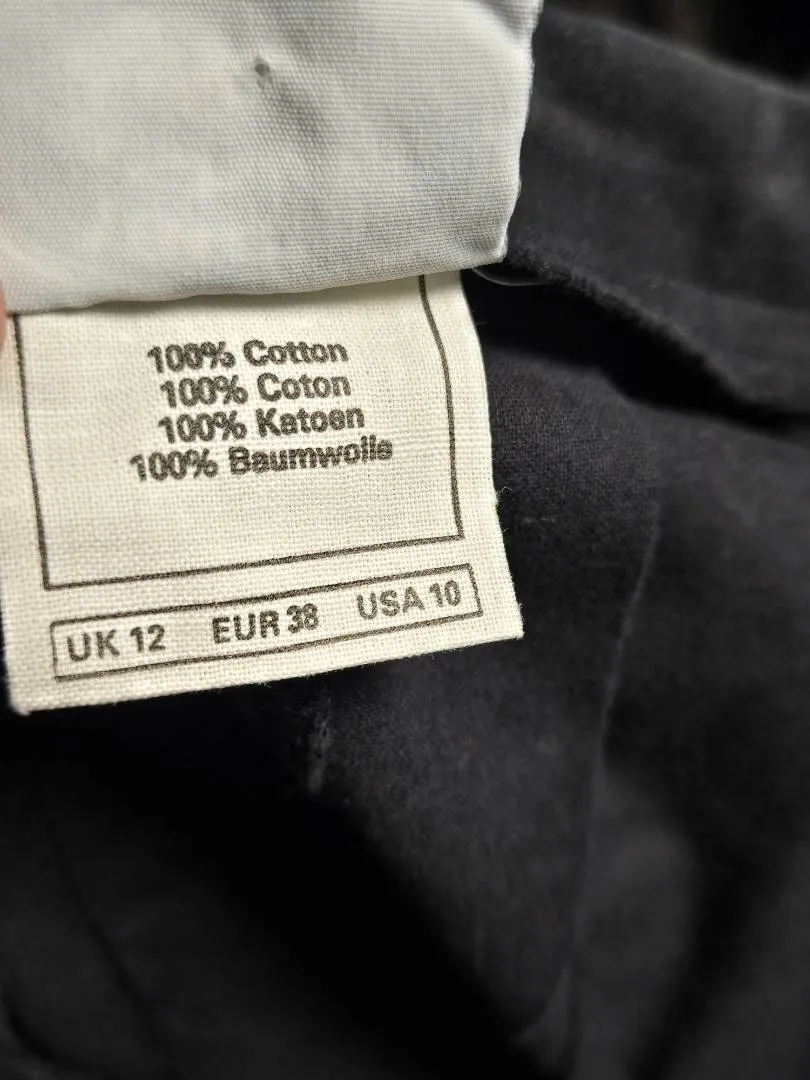 100% Cotton
100% Coton
100% Katoen
100% Baumwolle
UK 12 EUR 38 USA 10